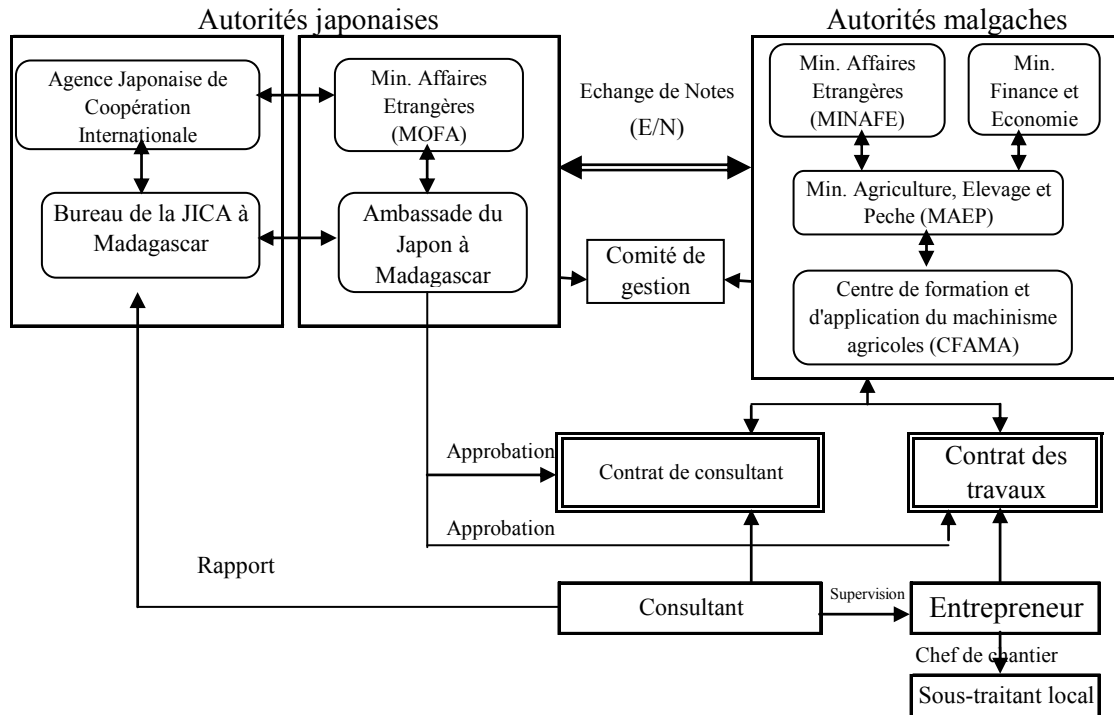 Autorités japonaises
Autorités malgaches
Agence Japonaise de
Coopération
Internationale
Min. Affaires
Etrangères
(MOFA)
Bureau de la JICA à
Madagascar
Ambassade du
Japon à
Madagascar
Echange de Notes
(E/N)
Comité de
gestion
Min. Affaires
Etrangères
(MINAFE)
Min.
Finance et
Economie
Min. Agriculture, Elevage et
Peche (MAEP)
Centre de formation et
d'application du machinisme
agricoles (CFAMA)
Approbation
Contrat de consultant
Contrat des
travaux
Approbation
Rapport
Consultant
Supervision
Entrepreneur
Chef de chantier
Sous-traitant local